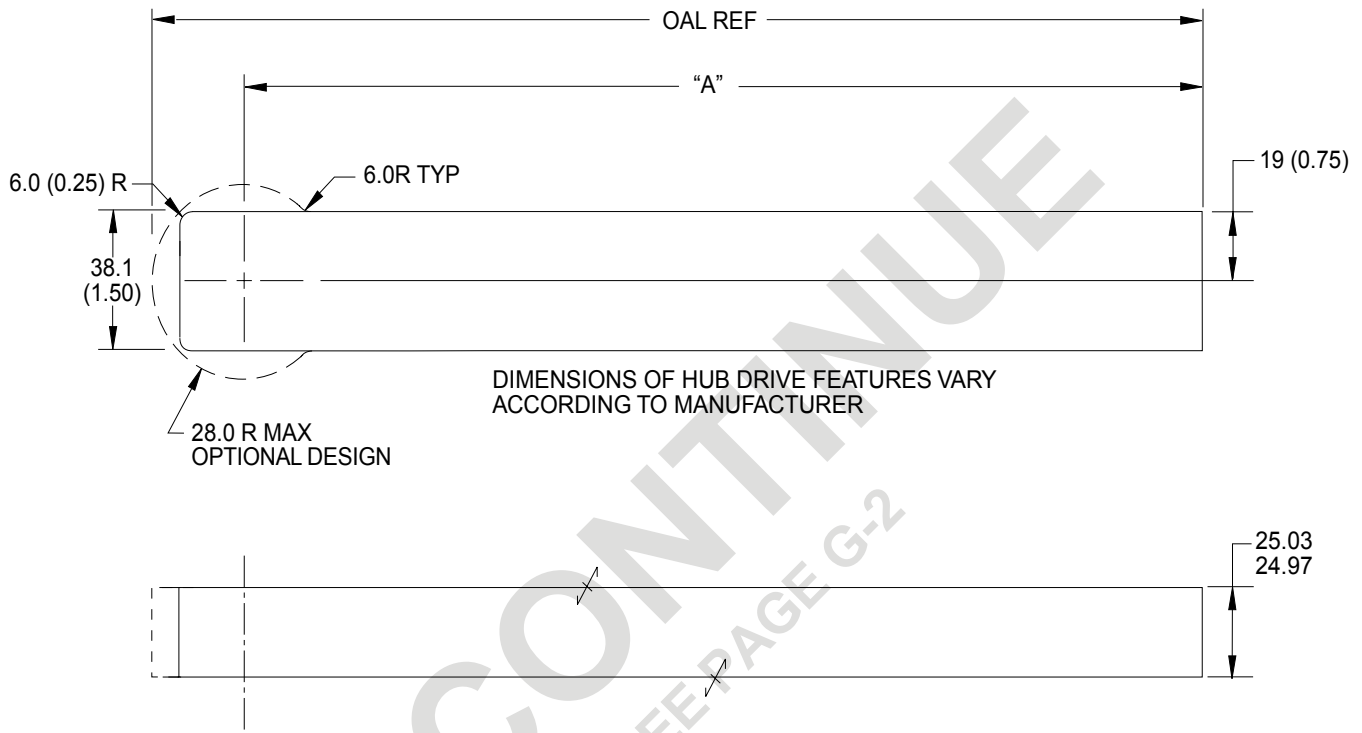 OAL REF
“A”
6.0 (0.25) R
6.0R TYP
19 (0.75)
38.1
(1.50)
DIMENSIONS OF HUB DRIVE FEATURES VARY
ACCORDING TO MANUFACTURER
28.0 R MAX
OPTIONAL DESIGN
25.03
24.97
CONTINUE
EE PAGE G-2